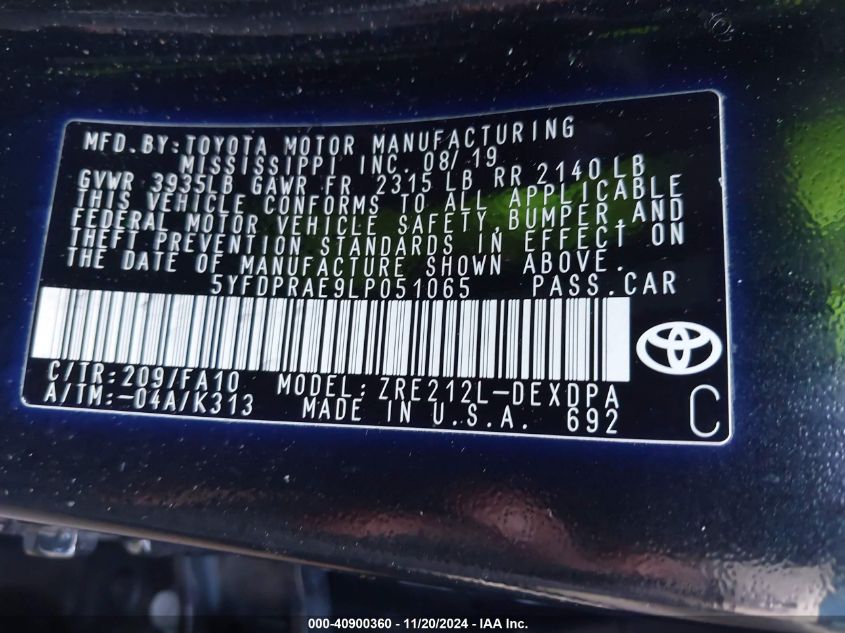 MFD.BY:TOYOTA MOTOR MANUFACTURING
MISSISSIPPI INC. 08/19
GVWR 3935LB GAWR FR 2315 LB RR 2140 LB
THIS VEHICLE CONFORMS TO ALL APPLICABLE
FEDERAL MOTOR VEHICLE SAFETY,BUMPER,AND
THEFT PREVENTION STANDARDS IN EFFECT ON
THE DATE OF MANUFACTURE SHOWN ABOVE.
5YFDPRAE9LP051065 PASS.CAR
C/TR:209/FA10 MODEL:ZRE212L-DEXDPA
A/TM:-04A/K313 MADE IN U.S.A. 692
C
000-40900360 - 11/20/2024 - IAA Inc.